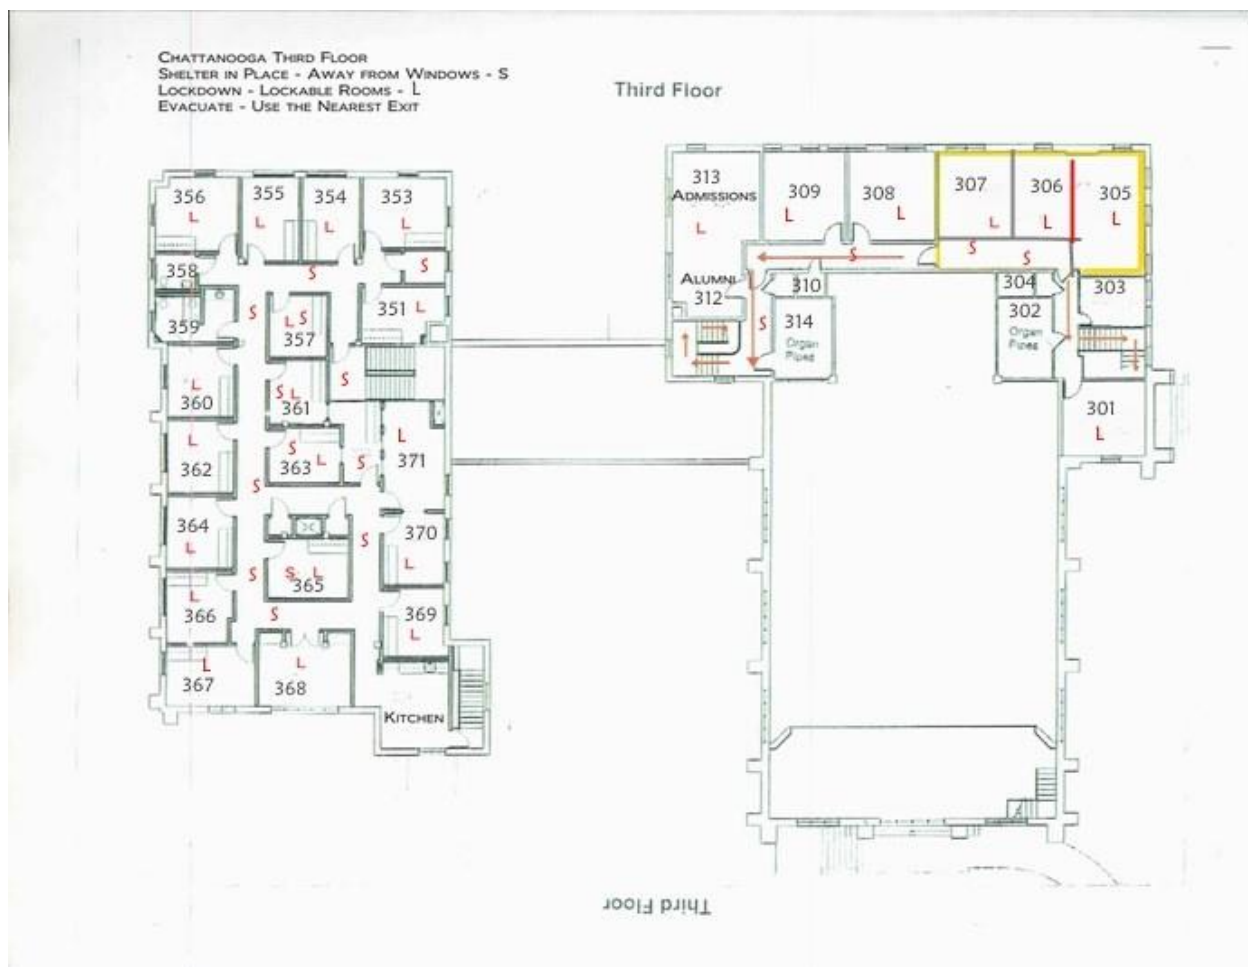 CHATTANOOGA THIRD FLOOR
SHELTER IN PLACE - AWAY FROM WINDOWS - S
LOCKDOWN - LOCKABLE ROOMS - L
EVACUATE - USE THE NEAREST EXIT
Third Floor
356
L
355
L
354
L
353
L
358
S
S
359
S
L S
357
351
L
360
L
S L
361
S
362
L
S
363
L
S
371
L
S
364
L
370
L
S
S
S L
365
366
L
369
L
S
367
L
368
L
KITCHEN
313
ADMISSIONS
L
309
L
308
L
307
L
306
L
305
L
S
S
S
ALUMNI
312
S
310
314
Organ
Pipes
304
303
302
Organ
Pipes
301
L
Third Floor